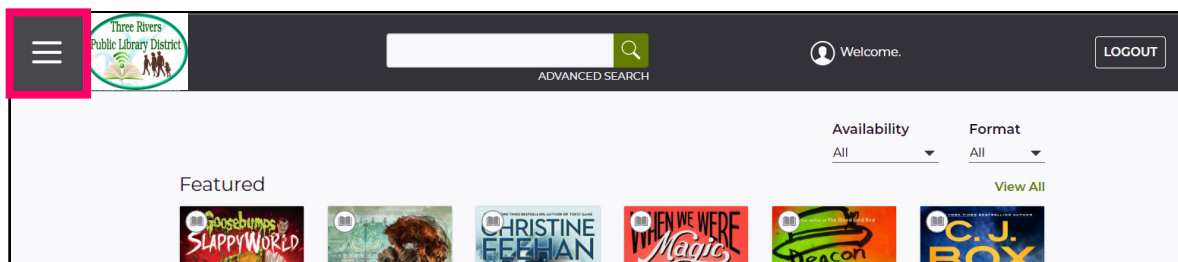 Three Rivers
Public Library District
ADVANCED SEARCH
Welcome.
LOGOUT
Availability
Format
All
All
Featured
View All
Goosebumps
SLAPPYWORLD
CHRISTINE
FEEHAN
WHEN WE WERE
Magic
Deacon
C. J.
BOX